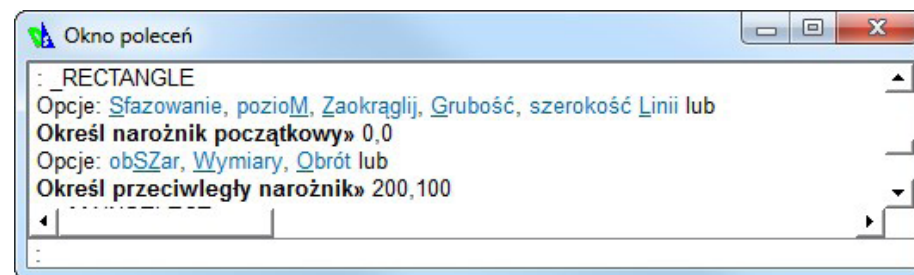 Okno poleceń
: _RECTANGLE
Opcje: Sfazowanie, pozioM, Zaokrąglij, Grubość, szerokość Linii lub
Określ narożnik początkowy» 0,0
Opcje: obSZar, Wymiary, Obrót lub
Określ przeciwległy narożnik» 200,100
: